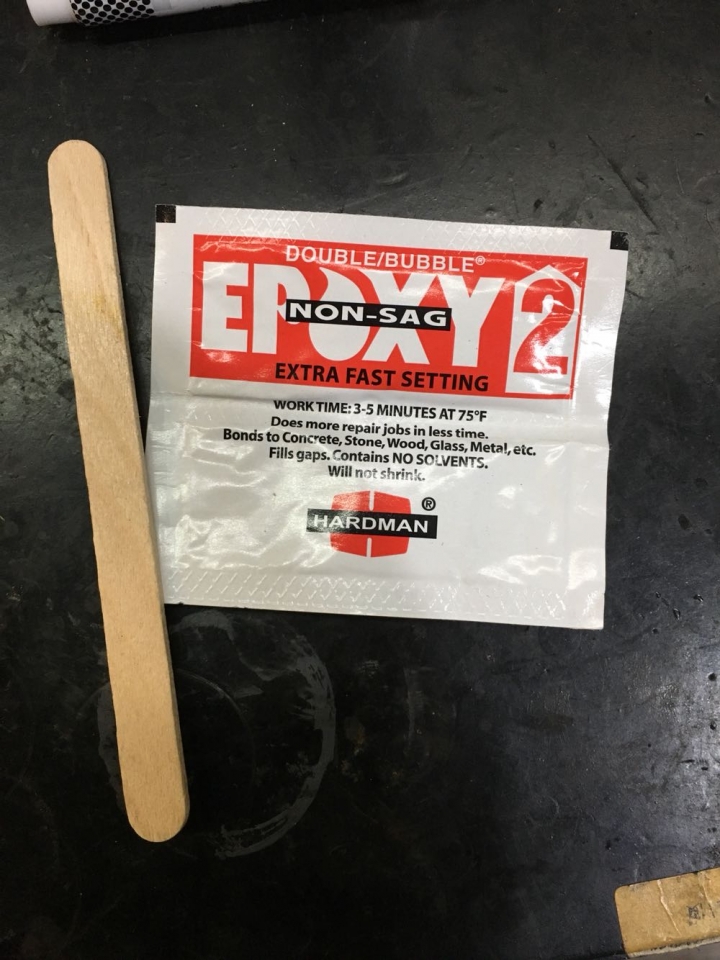 DOUBLE/BUBBLE®
EPOXY 2
NON-SAG
EXTRA FAST SETTING
WORK TIME: 3-5 MINUTES AT 75°F
Does more repair jobs in less time.
Bonds to Concrete, Stone, Wood, Glass, Metal, etc.
Fills gaps. Contains NO SOLVENTS.
Will not shrink.
HARDMAN®